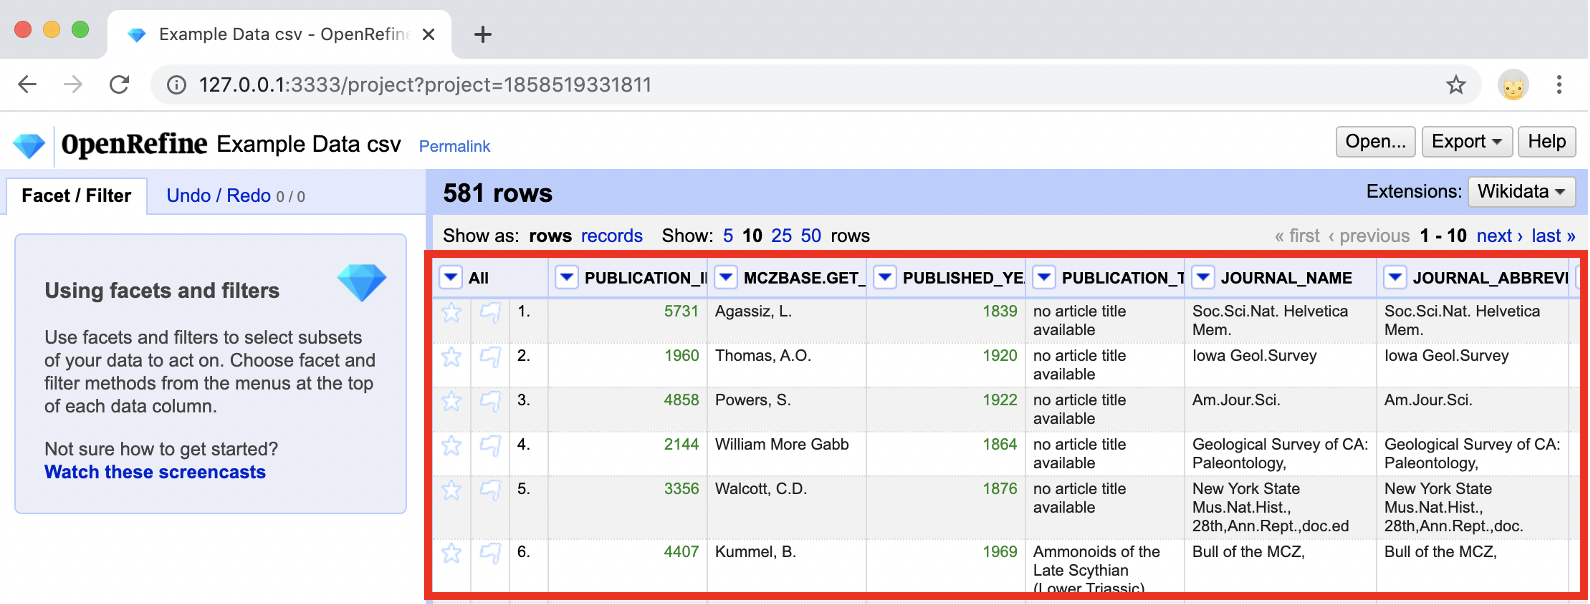 Example Data csv - OpenRefine
127.0.0.1:3333/project?project=1858519331811
OpenRefine Example Data csv Permalink
Open... Export Help
Facet / Filter Undo / Redo 0 / 0
581 rows
Extensions: Wikidata
Show as: rows records Show: 5 10 25 50 rows
« first ‹ previous 1 - 10 next › last »
Using facets and filters
Use facets and filters to select subsets
of your data to act on. Choose facet and
filter methods from the menus at the top
of each data column.
Not sure how to get started?
Watch these screencasts
All PUBLICATION_I MCZBASE.GET_ PUBLISHED_YE PUBLICATION_T JOURNAL_NAME JOURNAL_ABBREVI
1. 5731 Agassiz, L. 1839 no article title Soc.Sci.Nat. Helvetica Soc.Sci.Nat. Helvetica
available Mem. Mem.
2. 1960 Thomas, A.O. 1920 no article title Iowa Geol.Survey Iowa Geol.Survey
available
3. 4858 Powers, S. 1922 no article title Am.Jour.Sci. Am.Jour.Sci.
available
4. 2144 William More Gabb 1864 no article title Geological Survey of CA: Geological Survey of CA:
available Paleontology, Paleontology,
5. 3356 Walcott, C.D. 1876 no article title New York State New York State
available Mus.Nat.Hist., Mus.Nat.Hist.,
28th,Ann.Rept.,doc.ed 28th,Ann.Rept.,doc.
6. 4407 Kummel, B. 1969 Ammonoids of the Bull of the MCZ, Bull of the MCZ,
Late Scythian
(Lower Triassic)